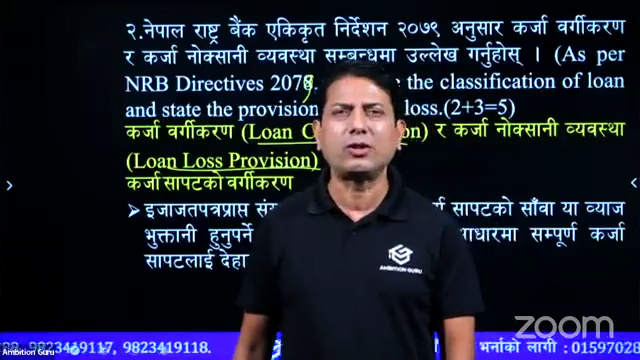 २.नेपाल राष्ट्र बैंक एकिकृत निर्देशन २०७९ अनुसार कर्जा वर्गिकरण
र कर्जा नोक्सानी व्यवस्था सम्बन्धमा उल्लेख गर्नुहोस् । (As per
NRB Directives 2078. the classification of loan
and state the provision loss.(2+3=5)
कर्जा वर्गिकरण (Loan र कर्जा नोक्सानी व्यवस्था
(Loan Loss Provision)
कर्जा सापटको वर्गिकरण
➤ इजाजतपत्रप्राप्त सापटको साँवा या व्याज
भुक्तानी हुनुपर्ने सम्पूर्ण कर्जा
सापटलाई देहा
AMBITION GURU
zoom
9823419117, 9823419118. भर्नाको लागी : 01597028
Ambition Guru